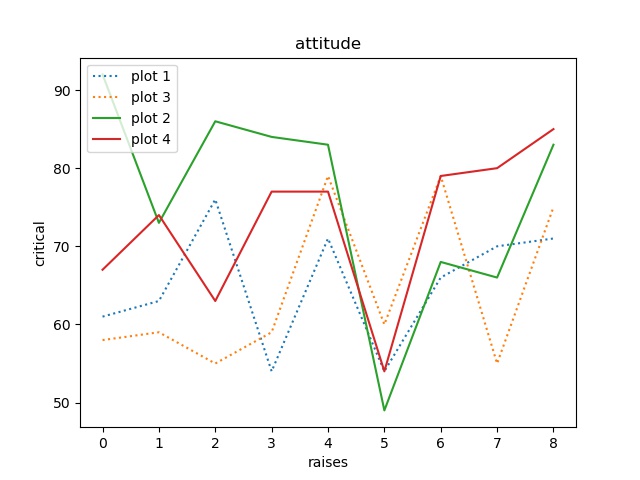 attitude
plot 1
plot 3
plot 2
plot 4
critical
90
80
70
60
50
0 1 2 3 4 5 6 7 8
raises